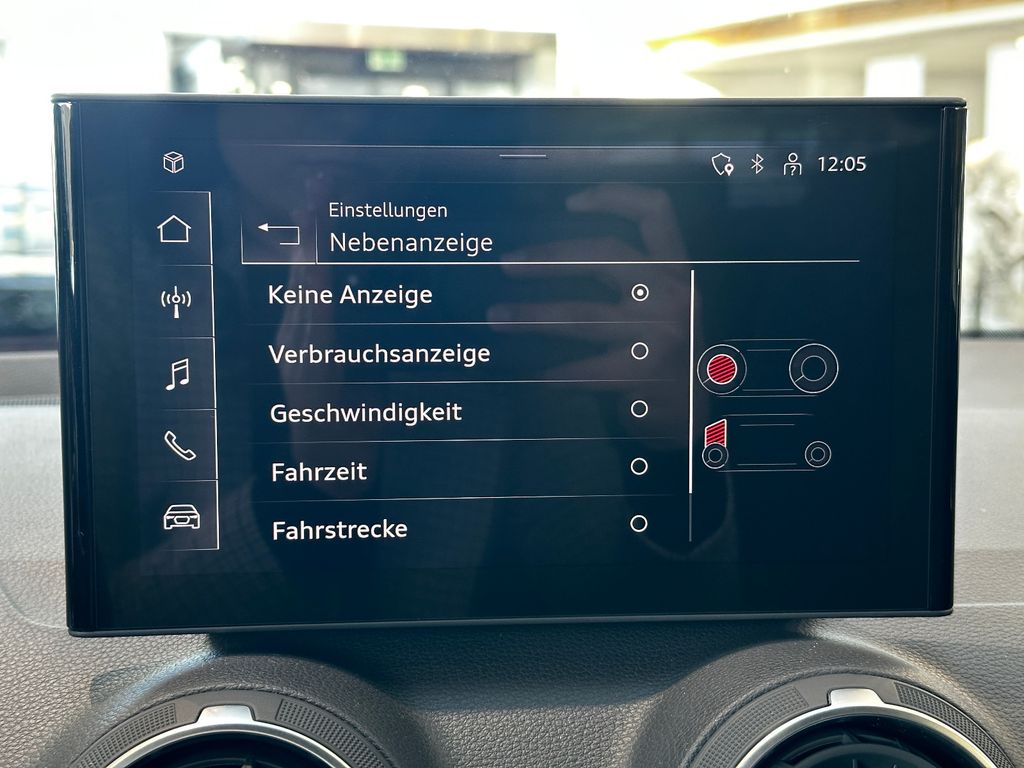 12:05
Einstellungen
Nebenanzeige
Keine Anzeige
Verbrauchsanzeige
Geschwindigkeit
Fahrzeit
Fahrstrecke